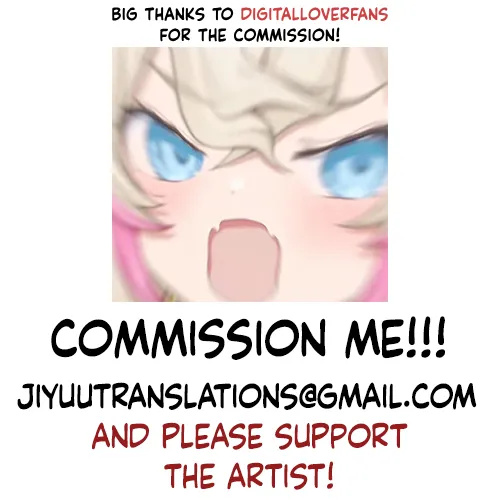 BIG THANKS TO DIGITALLOVERFANS
FOR THE COMMISSION!
COMMISSION ME!!!
JIYUUTRANSLATIONS@GMAIL.COM
AND PLEASE SUPPORT
THE ARTIST!